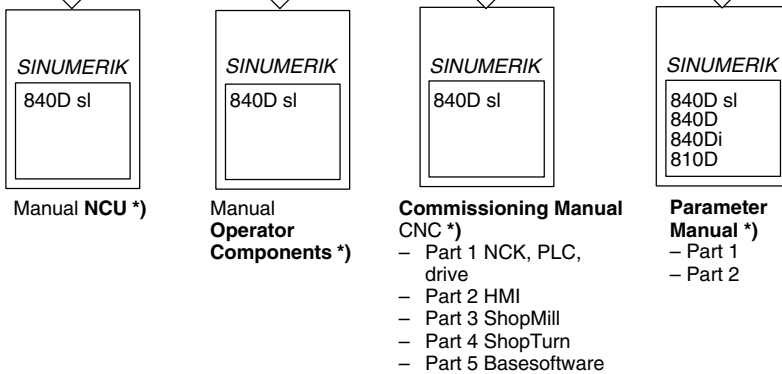 SINUMERIK
840D sl
Manual NCU *)
SINUMERIK
840D sl
Manual
Operator
Components *)
SINUMERIK
840D sl
Commissioning Manual
CNC *)
– Part 1 NCK, PLC,
drive
– Part 2 HMI
– Part 3 ShopMill
– Part 4 ShopTurn
– Part 5 Basesoftware
SINUMERIK
840D sl
840D
840Di
810D
Parameter
Manual *)
– Part 1
– Part 2